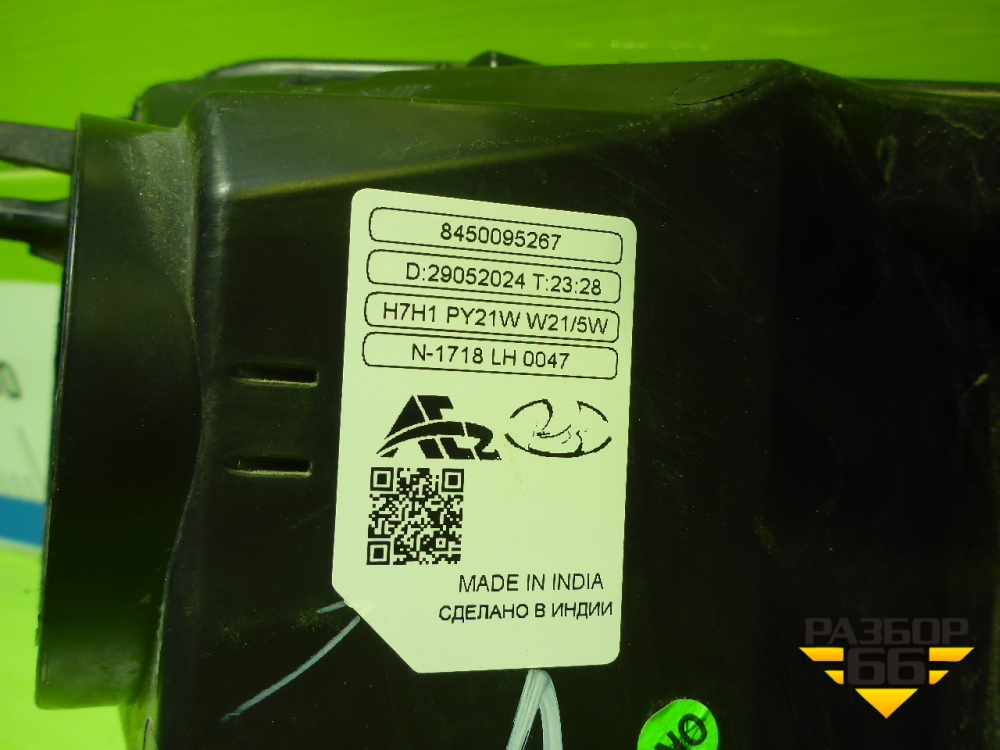 8450095267
D:29052024 T:23:28
H7H1 PY21W W21/5W
N-1718 LH 0047
MADE IN INDIA
СДЕЛАНО В ИНДИИ
РАЗБОР
66